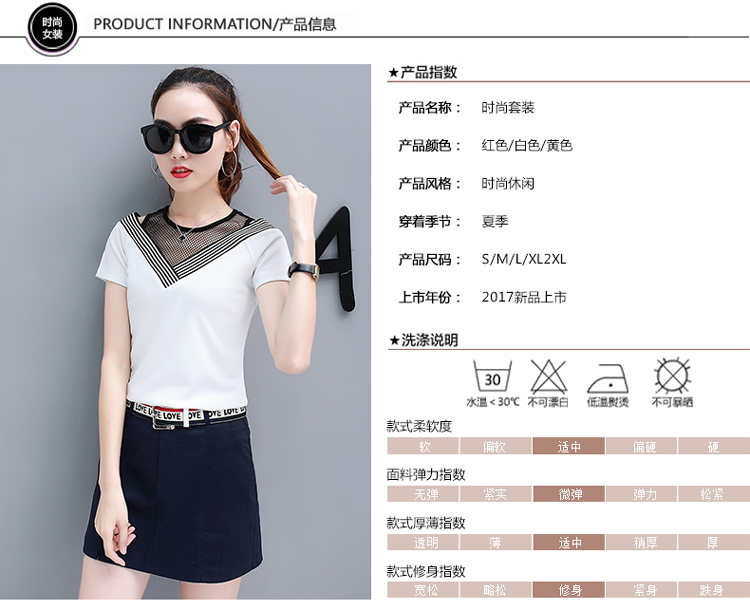 时尚
女装
PRODUCT INFORMATION/产品信息
★产品指数
产品名称： 时尚套装
产品颜色： 红色/白色/黄色
产品风格： 时尚休闲
穿着季节： 夏季
产品尺码： S/M/L/XL2XL
上市年份： 2017新品上市
★洗涤说明
30
水温＜30℃ 不可漂白 低温熨烫 不可暴晒
款式柔软度
软 偏软 适中 偏硬 硬
面料弹力指数
无弹 紧实 微弹 弹力 松紧
款式厚薄指数
透明 薄 适中 稍厚 厚
款式修身指数
宽松 略松 修身 紧身 跌身
A
LOVE LOVE LOVE LOVE LOVE